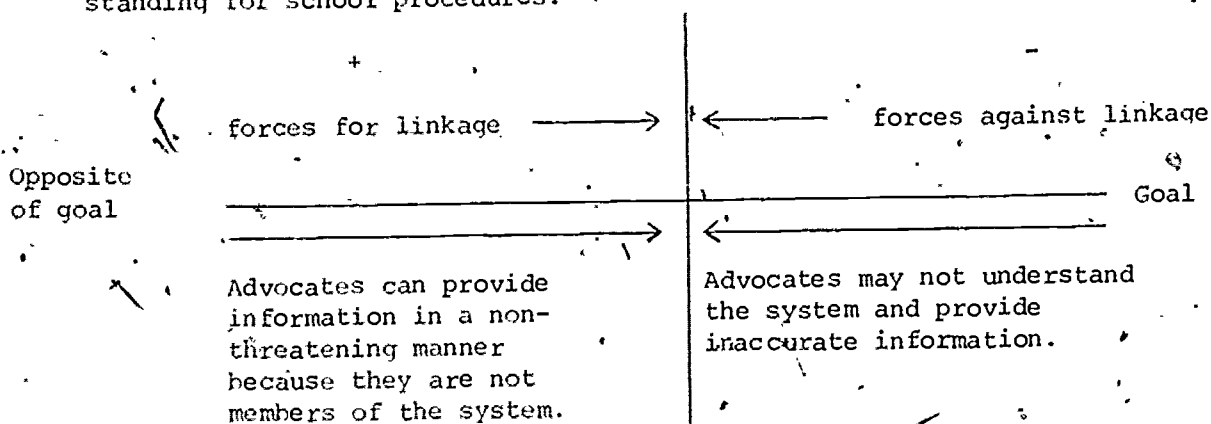 standing for school procedures.
+ -
forces for linkage forces against linkage
Opposite
of goal Goal
Advocates can provide
information in a non-
threatening manner
because they are not
members of the system.
Advocates may not understand
the system and provide
inaccurate information.